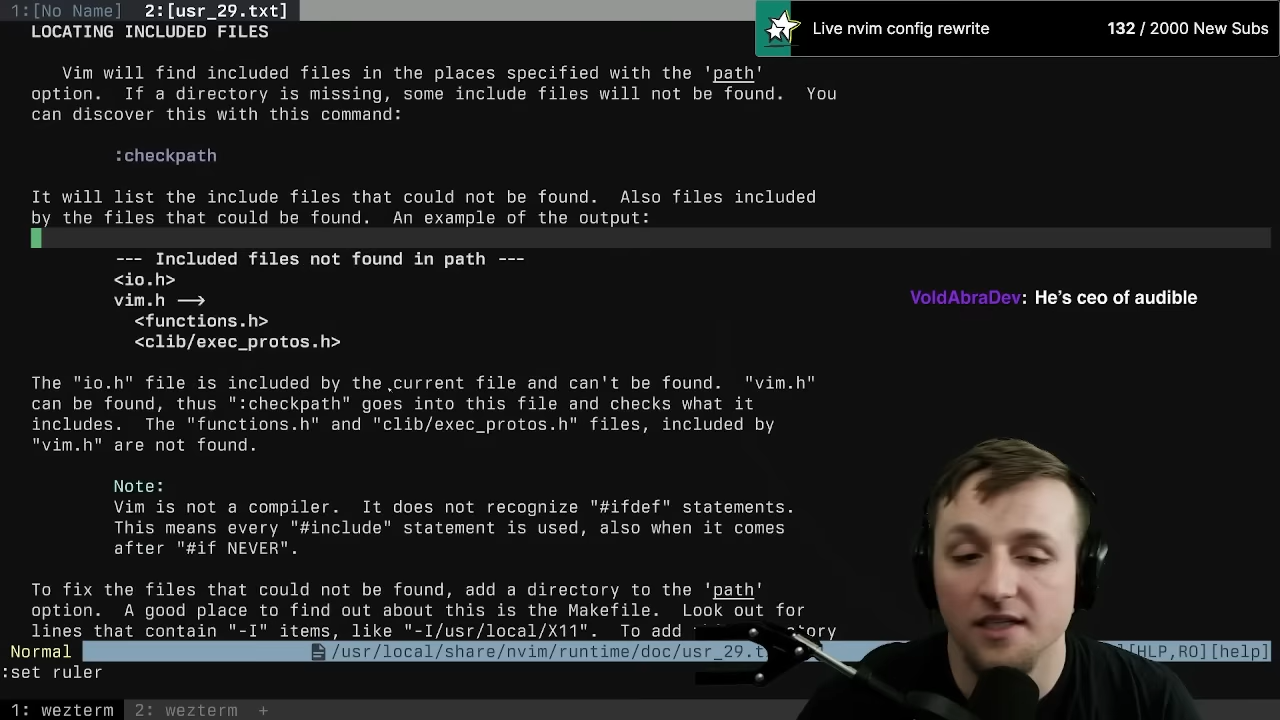 1:[No Name]  2:[usr_29.txt]
Live nvim config rewrite
132 / 2000 New Subs
LOCATING INCLUDED FILES
Vim will find included files in the places specified with the 'path'
option.  If a directory is missing, some include files will not be found.  You
can discover this with this command:
:checkpath
It will list the include files that could not be found.  Also files included
by the files that could be found.  An example of the output:
--- Included files not found in path ---
<io.h>
vim.h -->
<functions.h>
<clib/exec_protos.h>
VoldAbraDev: He's ceo of audible
The "io.h" file is included by the current file and can't be found.  "vim.h"
can be found, thus ":checkpath" goes into this file and checks what it
includes.  The "functions.h" and "clib/exec_protos.h" files, included by
"vim.h" are not found.
Note:
Vim is not a compiler.  It does not recognize "#ifdef" statements.
This means every "#include" statement is used, also when it comes
after "#if NEVER".
To fix the files that could not be found, add a directory to the 'path'
option.  A good place to find out about this is the Makefile.  Look out for
lines that contain "-I" items, like "-I/usr/local/X11".  To add
Normal /usr/local/share/nvim/runtime/doc/usr_29.t [HLP,RO][help]
:set ruler
1: wezterm  2: wezterm  +